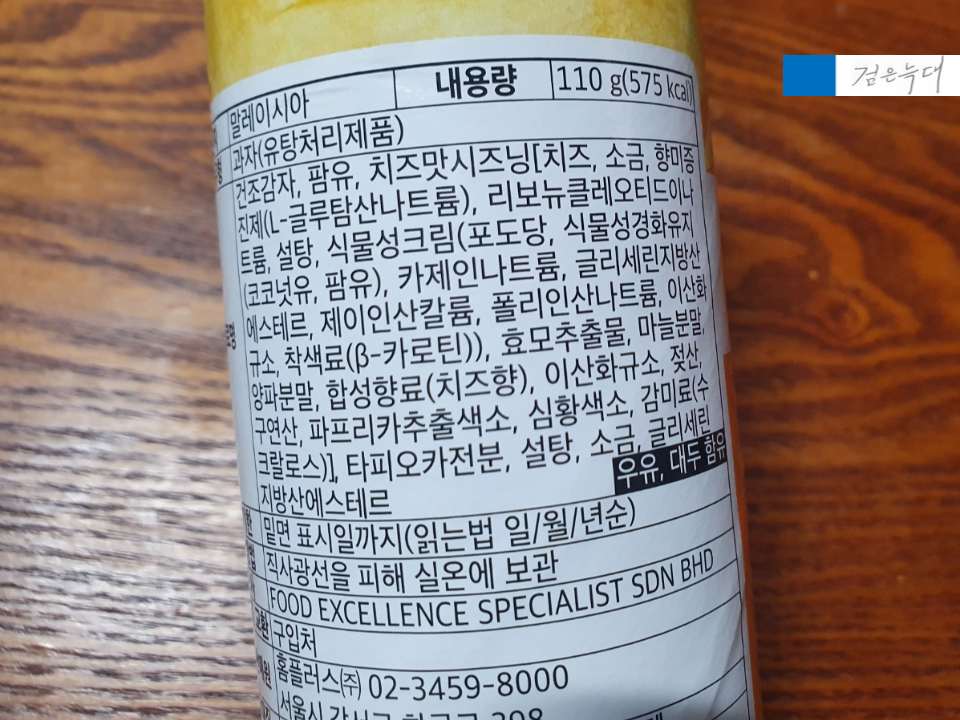 검은늑대
말레이시아 내용량 110 g(575 kcal)
과자(유탕처리제품)
건조감자, 팜유, 치즈맛시즈닝[치즈, 소금, 향미증
진제(L-글루탐산나트륨), 리보뉴클레오티드이나
트륨, 설탕, 식물성크림(포도당, 식물성경화유지
(코코넛유, 팜유), 카제인나트륨, 글리세린지방산
에스테르, 제이인산칼륨, 폴리인산나트륨, 이산화
규소, 착색료(β-카로틴)), 효모추출물, 마늘분말,
양파분말, 합성향료(치즈향), 이산화규소, 젖산,
구연산, 파프리카추출색소, 심황색소, 감미료(수
크랄로스)], 타피오카전분, 설탕, 소금, 글리세린
지방산에스테르 우유, 대두 함유
밑면 표시일까지(읽는법 일/월/년순)
직사광선을 피해 실온에 보관
FOOD EXCELLENCE SPECIALIST SDN BHD
구입처
홈플러스㈜ 02-3459-8000
서울시 강서구